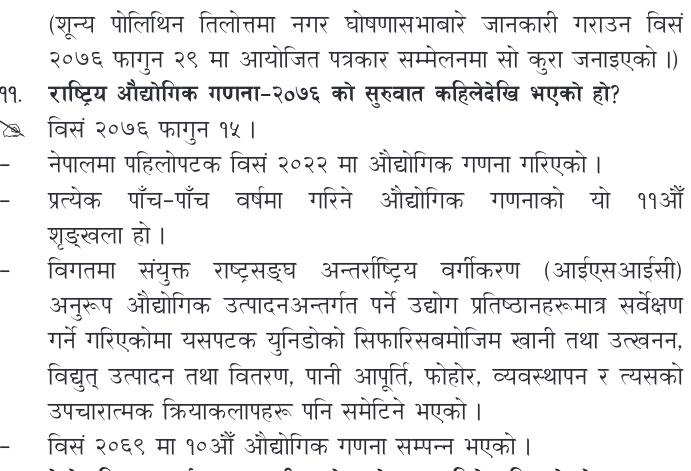 (शून्य पोलिथिन तिलोत्तमा नगर घोषणासभाबारे जानकारी गराउन विसं
२०७६ फागुन २९ मा आयोजित पत्रकार सम्मेलनमा सो कुरा जनाइएको ।)
११. राष्ट्रिय औद्योगिक गणना–२०७६ को सुरुवात कहिलेदेखि भएको हो?
विसं २०७६ फागुन १५ ।
– नेपालमा पहिलोपटक विसं २०२२ मा औद्योगिक गणना गरिएको ।
– प्रत्येक पाँच–पाँच वर्षमा गरिने औद्योगिक गणनाको यो ११औँ
शृङ्खला हो ।
– विगतमा संयुक्त राष्ट्रसङ्घ अन्तर्राष्ट्रिय वर्गीकरण (आईएसआईसी)
अनुरूप औद्योगिक उत्पादनअन्तर्गत पर्ने उद्योग प्रतिष्ठानहरूमात्र सर्वेक्षण
गर्ने गरिएकोमा यसपटक युनिडोको सिफारिसबमोजिम खानी तथा उत्खनन,
विद्युत् उत्पादन तथा वितरण, पानी आपूर्ति, फोहोर, व्यवस्थापन र त्यसको
उपचारात्मक क्रियाकलापहरू पनि समेटिने भएको ।
– विसं २०६९ मा १०औँ औद्योगिक गणना सम्पन्न भएको ।